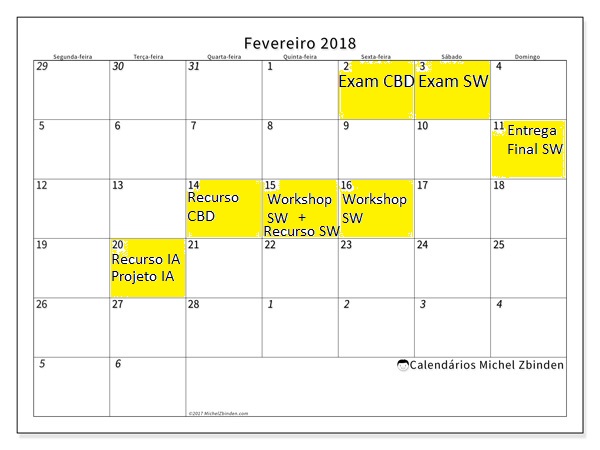 Fevereiro 2018
Segunda-feira Terça-feira Quarta-feira Quinta-feira Sexta-feira Sábado Domingo
29 30 31 1 2 3 4
Exam CBD Exam SW
5 6 7 8 9 10 11 Entrega
Final SW
12 13 14 15 16 17 18
Recurso Workshop Workshop
CBD SW + SW
Recurso SW
19 20 21 22 23 24 25
Recurso IA
Projeto IA
26 27 28 1 2 3 4
5 6 Calendários Michel Zbinden
©2017 MichelZbinden.com